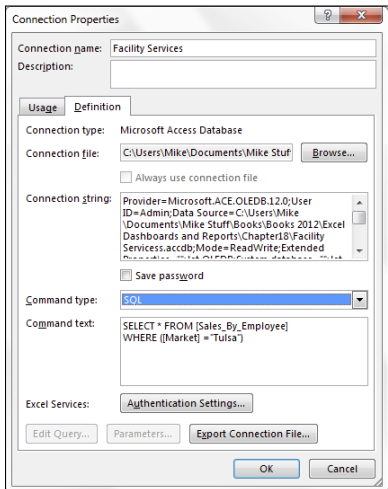 Connection Properties
?
X
Connection name:
Facility Services
Description:
Usage
Definition
Connection type:
Microsoft Access Database
Connection file:
C:\Users\Mike\Documents\Mike Stuf
Browse...
Always use connection file
Connection string:
Provider=Microsoft.ACE.OLEDB.12.0;User
ID=Admin;Data Source=C:\Users\Mike
\Documents\Mike Stuff\Books\Books 2012\Excel
Dashboards and Reports\Chapter18\Facility
Services.accdb;Mode=ReadWrite;Extended
Save password
Command type:
SQL
Command text:
SELECT * FROM [Sales_By_Employee]
WHERE ([Market] ="Tulsa")
Excel Services:
Authentication Settings...
Edit Query...
Parameters...
Export Connection File...
OK
Cancel